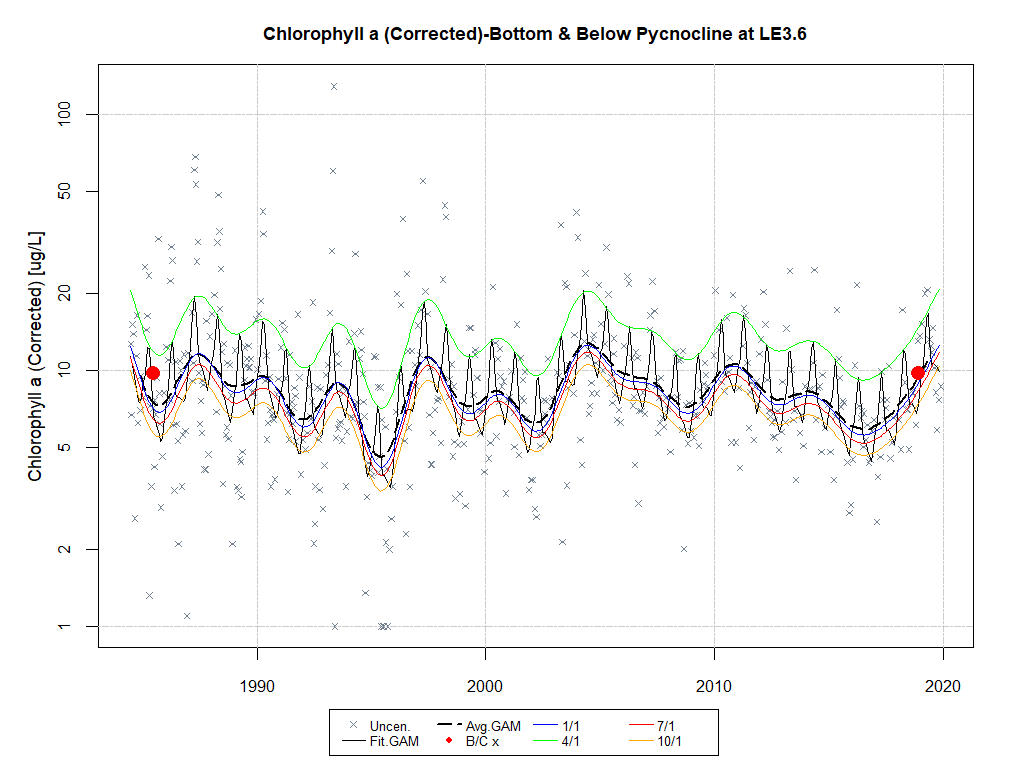 Chlorophyll a (Corrected)-Bottom & Below Pycnocline at LE3.6
Chlorophyll a (Corrected) [ug/L]
100
50
20
10
5
2
1
1990 2000 2010 2020
Uncen. Avg.GAM 1/1 7/1
Fit.GAM B/C x 4/1 10/1